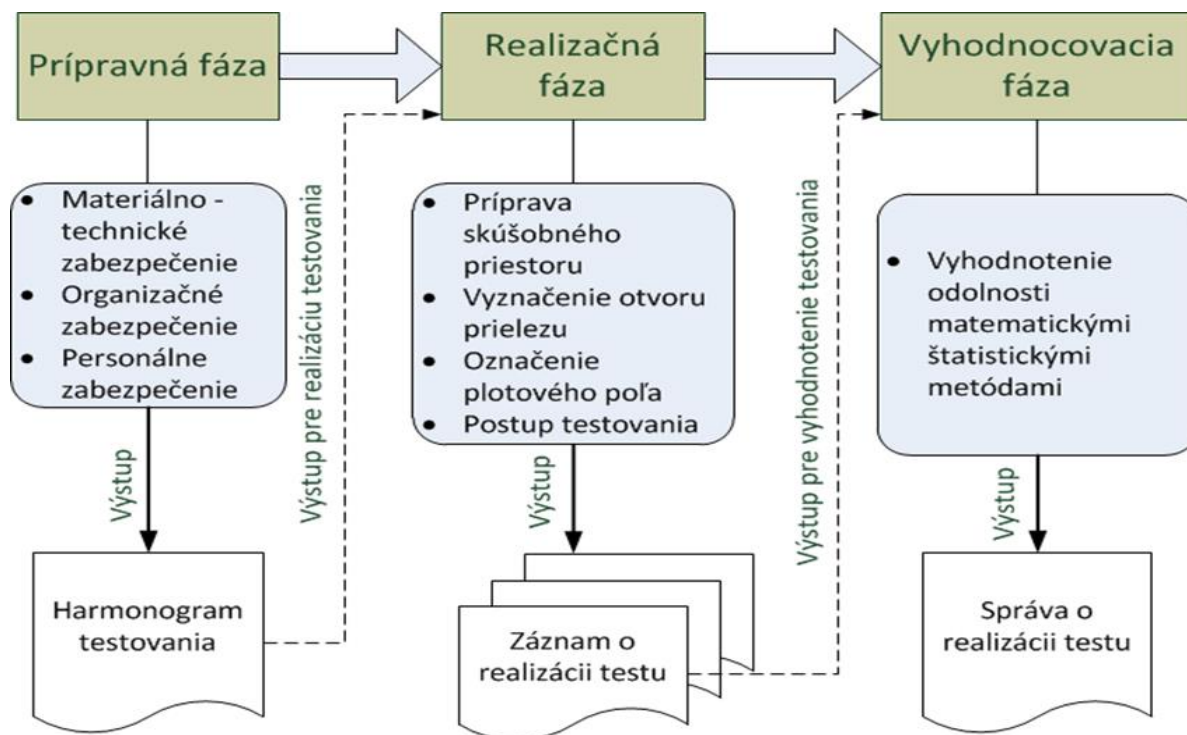 Prípravná fáza
Realizačná
fáza
Vyhodnocovacia
fáza
• Materiálno -
technické
zabezpečenie
• Organizačné
zabezpečenie
• Personálne
zabezpečenie
Výstup pre realizáciu testovania
• Príprava
skúšobného
priestoru
• Vyznačenie otvoru
prielezu
• Označenie
plotového poľa
• Postup testovania
Výstup pre vyhodnotenie testovania
• Vyhodnotenie
odolnosti
matematickými
štatistickými
metódami
Výstup
Výstup
Výstup
Harmonogram
testovania
Záznam o
realizácii testu
Správa o
realizácii testu